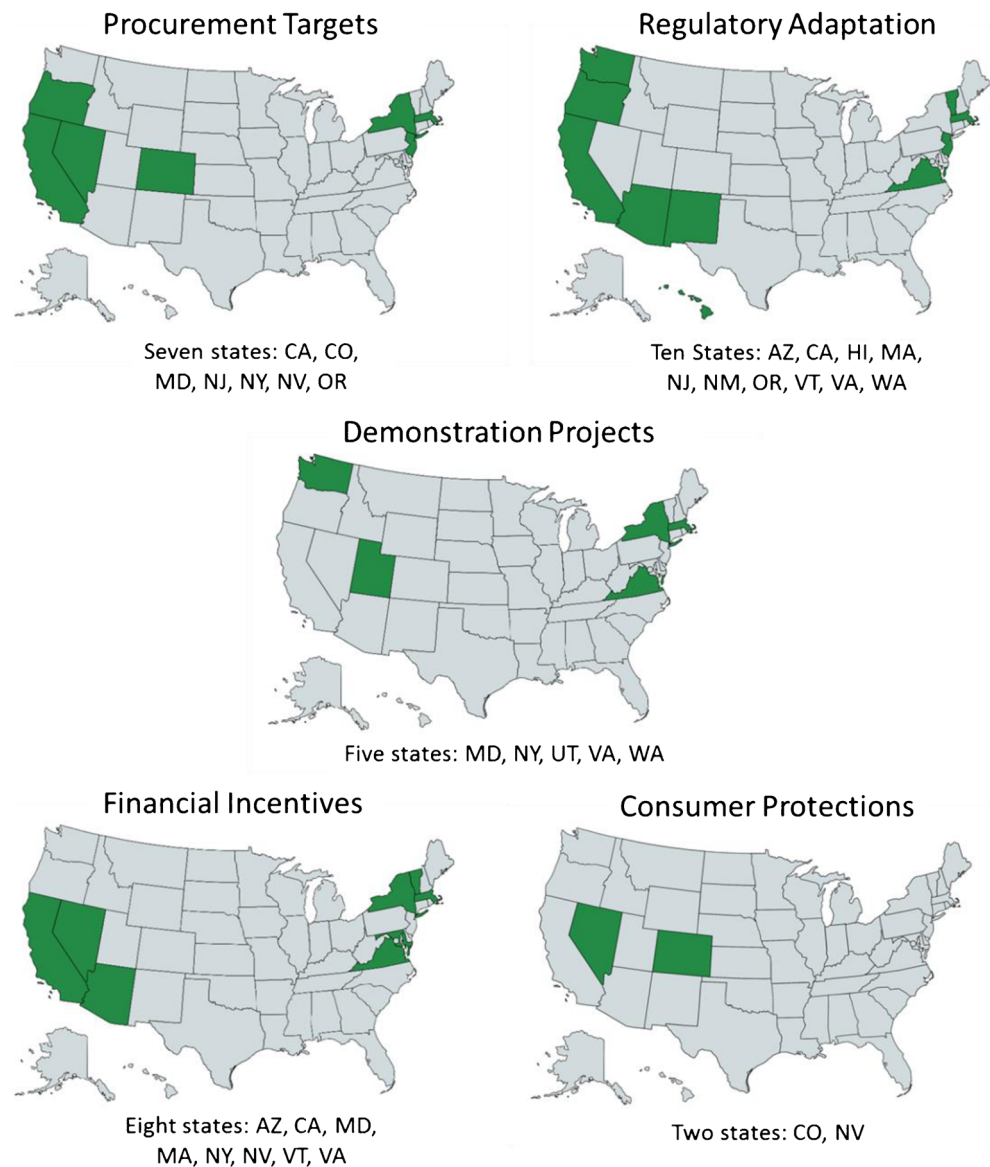 Procurement Targets
Regulatory Adaptation
Seven states: CA, CO,
MD, NJ, NY, NV, OR
Ten States: AZ, CA, HI, MA,
NJ, NM, OR, VT, VA, WA
Demonstration Projects
Five states: MD, NY, UT, VA, WA
Financial Incentives
Consumer Protections
Eight states: AZ, CA, MD,
MA, NY, NV, VT, VA
Two states: CO, NV